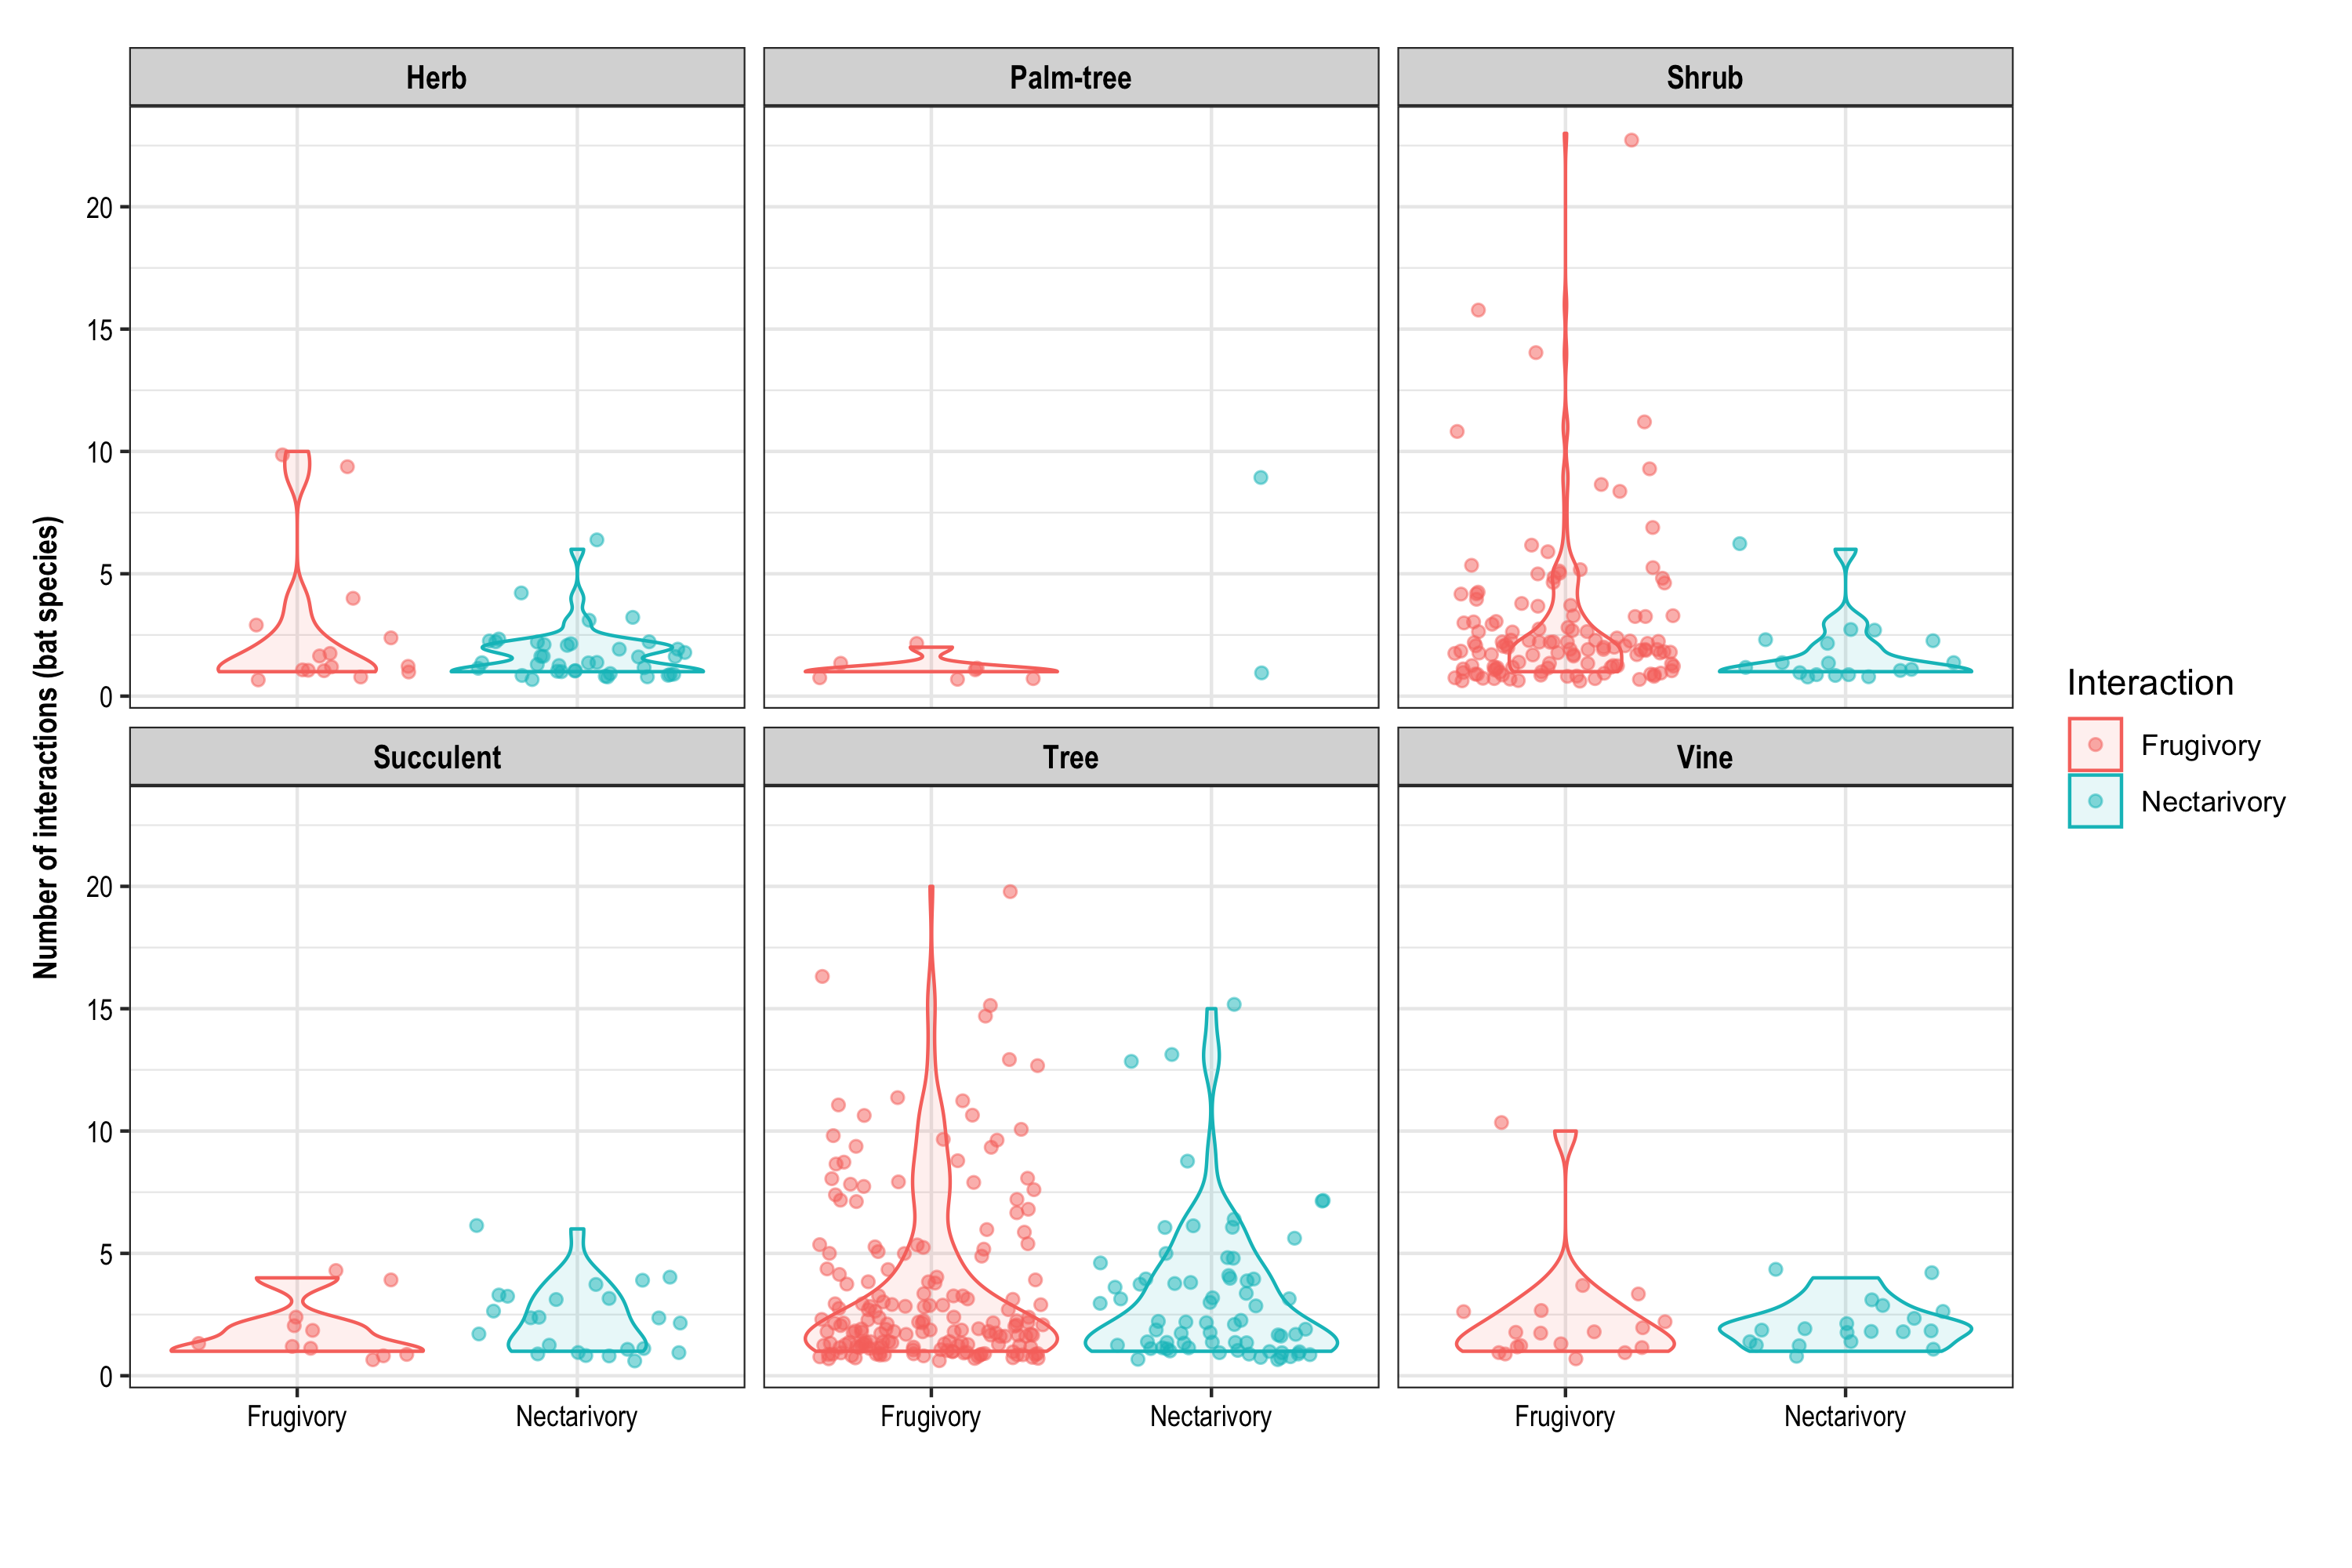 Herb
Palm-tree
Shrub
20
15
10
5
0
Number of interactions (bat species)
Succulent
Tree
Vine
20
15
10
5
0
Frugivory
Nectarivory
Frugivory
Nectarivory
Frugivory
Nectarivory
Interaction
Frugivory
Nectarivory